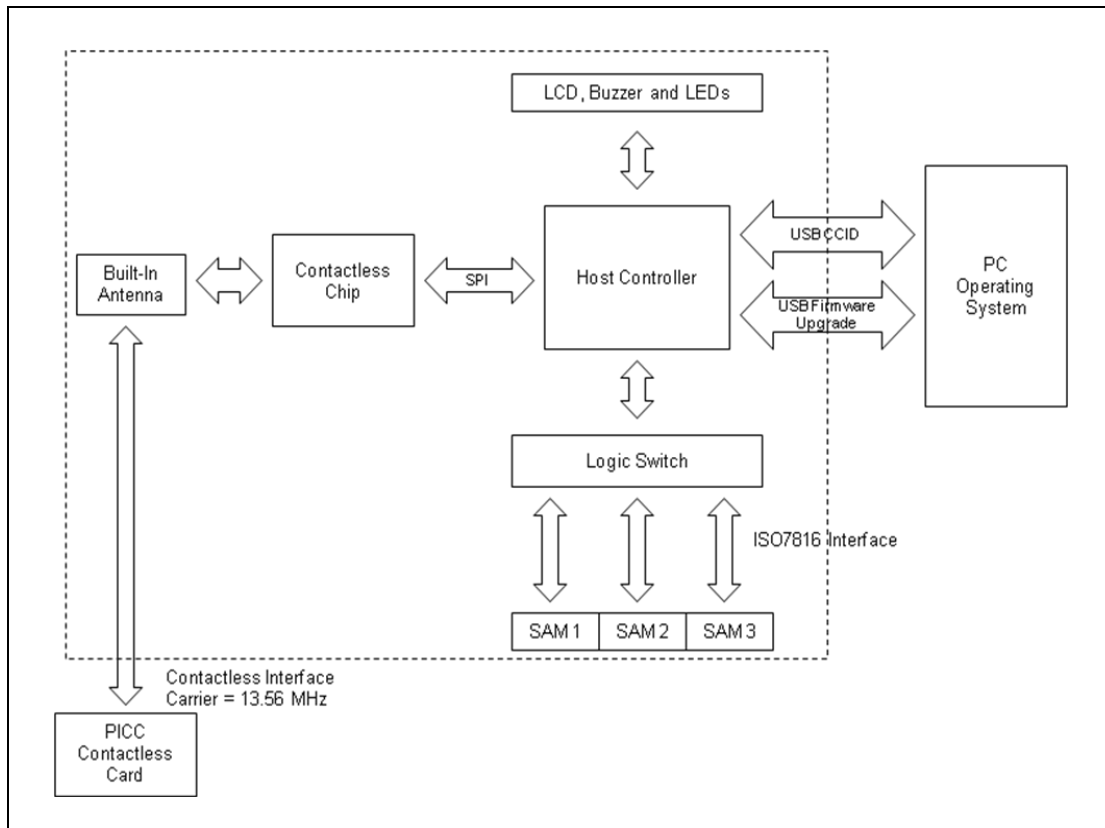 LCD, Buzzer and LEDs
Built-In
Antenna
Contactless
Chip
SPI
Host Controller
USB CCID
USB Firmware
Upgrade
PC
Operating
System
Logic Switch
ISO7816 Interface
SAM 1
SAM 2
SAM 3
Contactless Interface
Carrier = 13.56 MHz
PICC
Contactless
Card